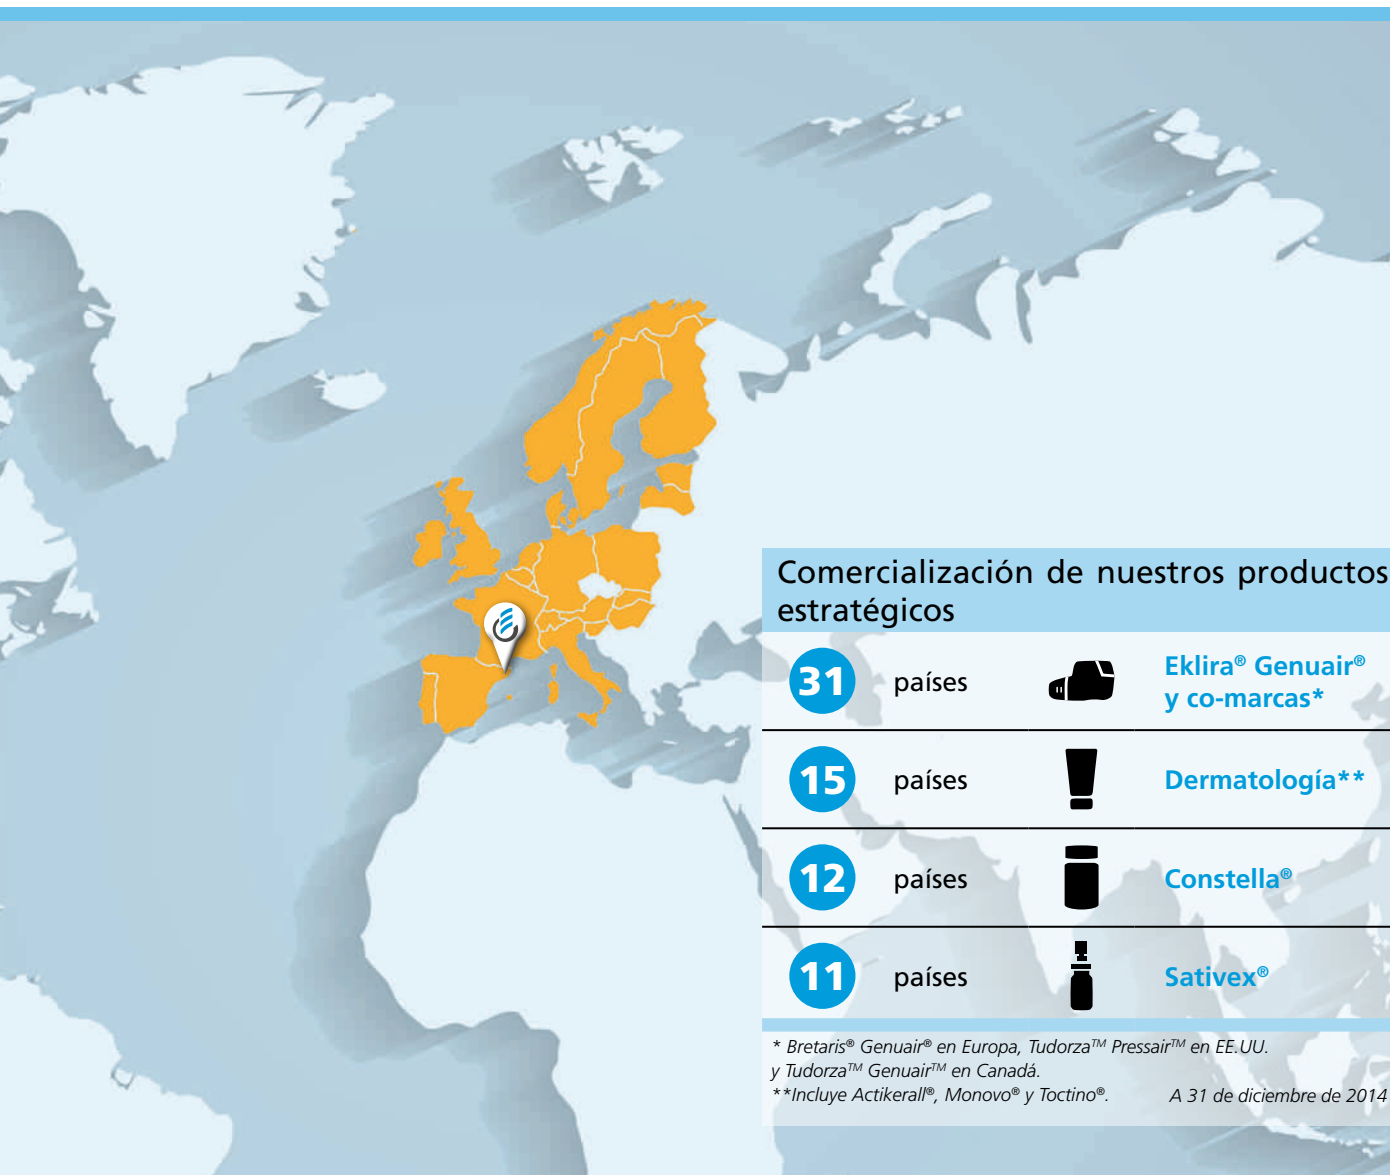 Comercialización de nuestros productos
estratégicos
31 países Eklira® Genuair®
y co-marcas*
15 países Dermatología**
12 países Constella®
11 países Sativex®
* Bretaris® Genuair® en Europa, Tudorza™ Pressair™ en EE.UU.
y Tudorza™ Genuair™ en Canadá.
**Incluye Actikerall®, Monovo® y Toctino®. A 31 de diciembre de 2014